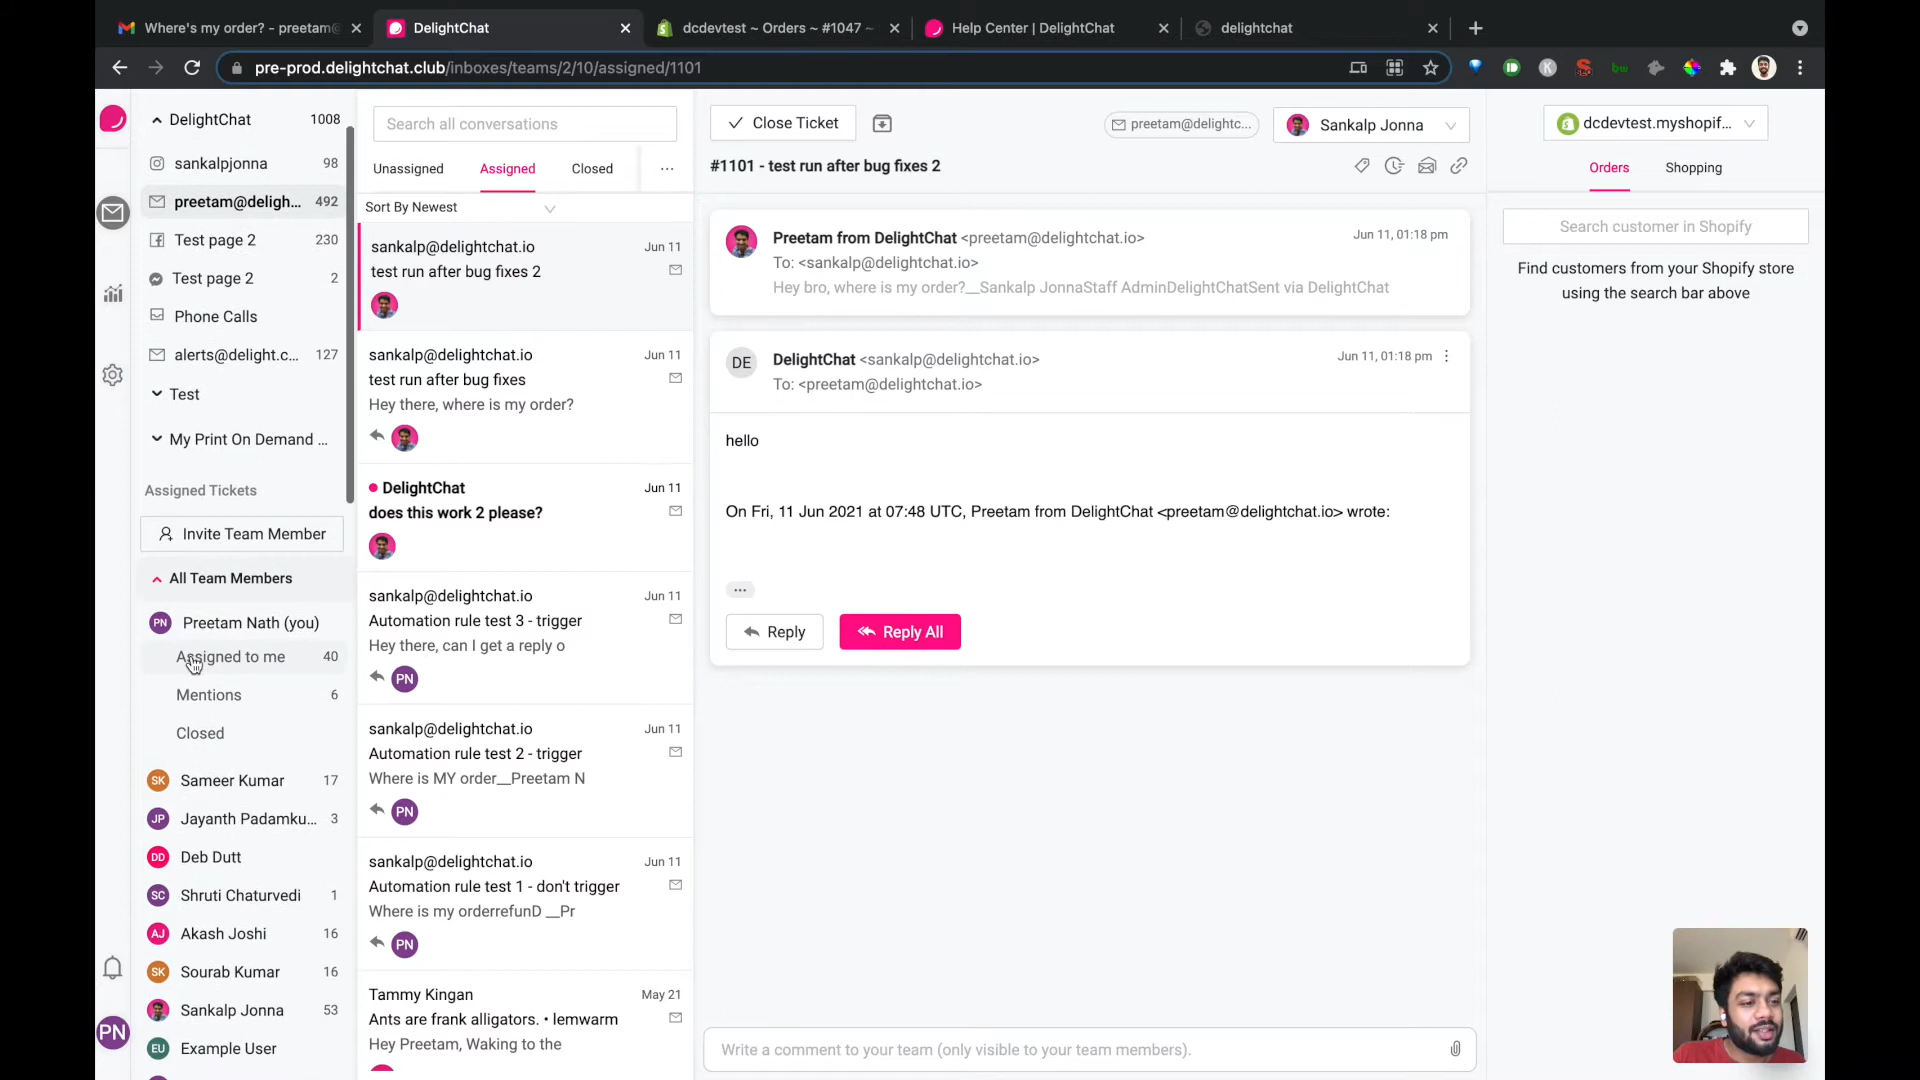 Where's my order? - preetam@
DelightChat
dcdevtest ~ Orders ~ #1047 ~
Help Center | DelightChat
delightchat
pre-prod.delightchat.club/inboxes/teams/2/10/assigned/1101
DelightChat 1008
sankalpjonna 98
preetam@deligh... 492
Test page 2 230
Test page 2 2
Phone Calls
alerts@delight.c... 127
Test
My Print On Demand ...
Assigned Tickets
Invite Team Member
All Team Members
PN Preetam Nath (you)
Assigned to me 40
Mentions 6
Closed
SK Sameer Kumar 17
JP Jayanth Padamku... 3
DD Deb Dutt
SC Shruti Chaturvedi 1
AJ Akash Joshi 16
SK Sourab Kumar 16
Sankalp Jonna 53
EU Example User
PN
Search all conversations
Unassigned Assigned Closed ...
Sort By Newest
sankalp@delightchat.io Jun 11
test run after bug fixes 2
sankalp@delightchat.io Jun 11
test run after bug fixes
Hey there, where is my order?
DelightChat Jun 11
does this work 2 please?
sankalp@delightchat.io Jun 11
Automation rule test 3 - trigger
Hey there, can I get a reply o
PN
sankalp@delightchat.io Jun 11
Automation rule test 2 - trigger
Where is MY order__Preetam N
PN
sankalp@delightchat.io Jun 11
Automation rule test 1 - don't trigger
Where is my orderrefunD __Pr
PN
Tammy Kingan May 21
Ants are frank alligators. • lemwarm
Hey Preetam, Waking to the
Close Ticket
preetam@delightc...
Sankalp Jonna
#1101 - test run after bug fixes 2
Preetam from DelightChat <preetam@delightchat.io> Jun 11, 01:18 pm
To: <sankalp@delightchat.io>
Hey bro, where is my order?__Sankalp JonnaStaff AdminDelightChatSent via DelightChat
DE DelightChat <sankalp@delightchat.io> Jun 11, 01:18 pm
To: <preetam@delightchat.io>
hello
On Fri, 11 Jun 2021 at 07:48 UTC, Preetam from DelightChat <preetam@delightchat.io> wrote:
...
Reply Reply All
Write a comment to your team (only visible to your team members).
dcdevtest.myshopif...
Orders Shopping
Search customer in Shopify
Find customers from your Shopify store
using the search bar above